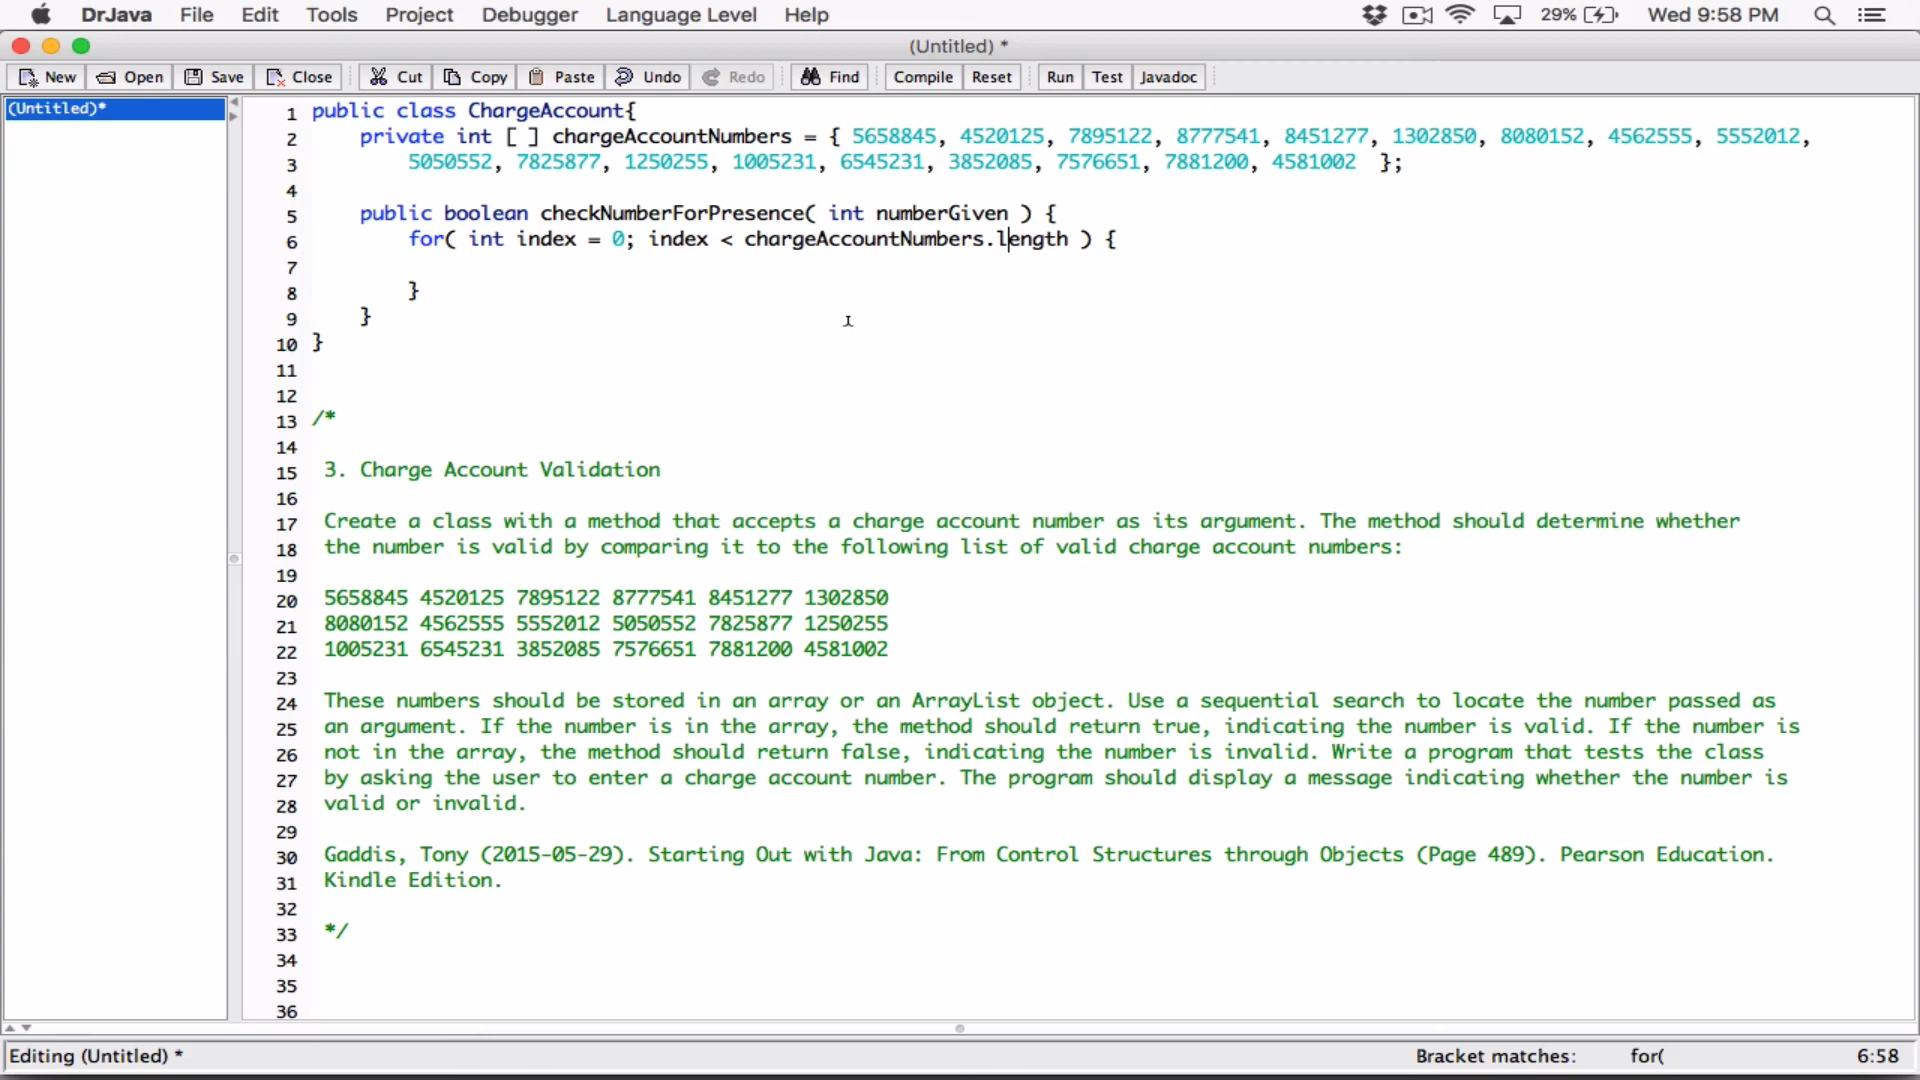 DrJava File Edit Tools Project Debugger Language Level Help 29% Wed 9:58 PM
(Untitled) *
New Open Save Close Cut Copy Paste Undo Redo Find Compile Reset Run Test Javadoc
(Untitled)*
1 public class ChargeAccount{
2 private int [ ] chargeAccountNumbers = { 5658845, 4520125, 7895122, 8777541, 8451277, 1302850, 8080152, 4562555, 5552012,
3 5050552, 7825877, 1250255, 1005231, 6545231, 3852085, 7576651, 7881200, 4581002 };
4
5 public boolean checkNumberForPresence( int numberGiven ) {
6 for( int index = 0; index < chargeAccountNumbers.length ) {
7
8 }
9 }
10 }
11
12
13 /*
14
15 3. Charge Account Validation
16
17 Create a class with a method that accepts a charge account number as its argument. The method should determine whether
18 the number is valid by comparing it to the following list of valid charge account numbers:
19
20 5658845 4520125 7895122 8777541 8451277 1302850
21 8080152 4562555 5552012 5050552 7825877 1250255
22 1005231 6545231 3852085 7576651 7881200 4581002
23
24 These numbers should be stored in an array or an ArrayList object. Use a sequential search to locate the number passed as
25 an argument. If the number is in the array, the method should return true, indicating the number is valid. If the number is
26 not in the array, the method should return false, indicating the number is invalid. Write a program that tests the class
27 by asking the user to enter a charge account number. The program should display a message indicating whether the number is
28 valid or invalid.
29
30 Gaddis, Tony (2015-05-29). Starting Out with Java: From Control Structures through Objects (Page 489). Pearson Education.
31 Kindle Edition.
32
33 */
34
35
36
Editing (Untitled) * Bracket matches: for( 6:58